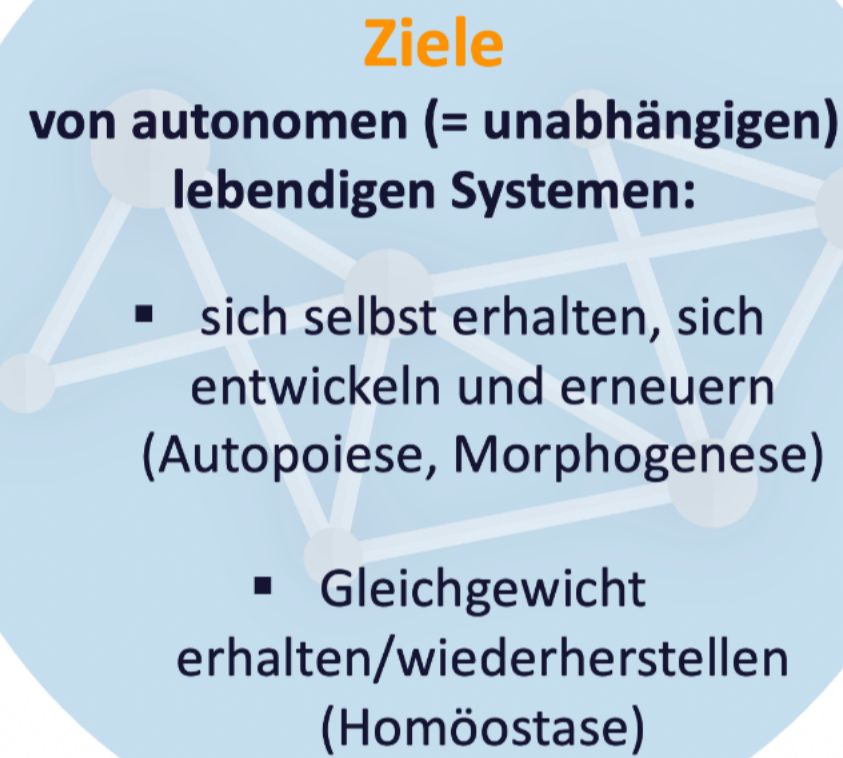 Ziele
von autonomen (= unabhängigen)
lebendigen Systemen:
▪ sich selbst erhalten, sich
entwickeln und erneuern
(Autopoiese, Morphogenese)
▪ Gleichgewicht
erhalten/wiederherstellen
(Homöostase)